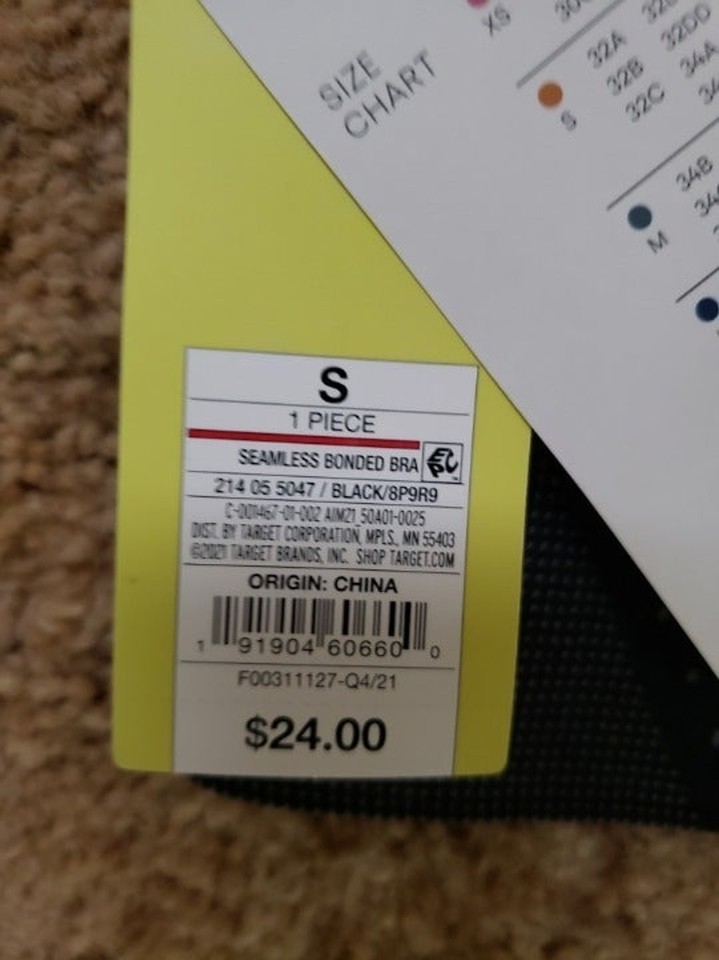 XS
SIZE
CHART
S
32A
32B
32C
32DD
34A
M
34B
S
1 PIECE
SEAMLESS BONDED BRA
214 05 5047 / BLACK/8P9R9
C-001467-01-002 AIM21_50A01-0025
DIST. BY TARGET CORPORATION, MPLS., MN 55403
©2021 TARGET BRANDS, INC. SHOP TARGET.COM
ORIGIN: CHINA
1 91904 60660 0
F00311127-Q4/21
$24.00